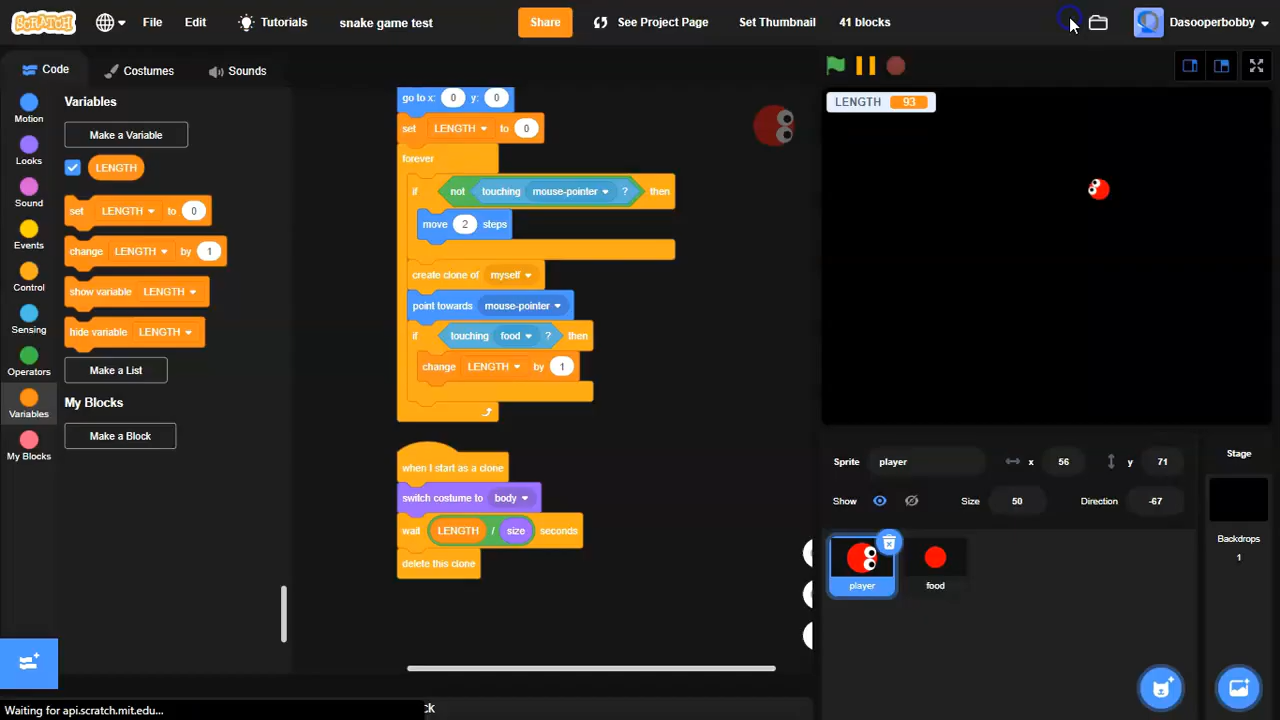 SCRATCH
File
Edit
Tutorials
snake game test
Share
See Project Page
Set Thumbnail
41 blocks
Dasooperbobby
Code
Costumes
Sounds
Motion
Looks
Sound
Events
Control
Sensing
Operators
Variables
My Blocks
Variables
Make a Variable
LENGTH
set LENGTH to 0
change LENGTH by 1
show variable LENGTH
hide variable LENGTH
Make a List
My Blocks
Make a Block
go to x: 0 y: 0
set LENGTH to 0
forever
if not touching mouse-pointer ? then
move 2 steps
create clone of myself
point towards mouse-pointer
if touching food ? then
change LENGTH by 1
when I start as a clone
switch costume to body
wait LENGTH / size seconds
delete this clone
LENGTH 93
Sprite player x 56 y 71
Show Size 50 Direction -67
player
food
Stage
Backdrops
1
Waiting for api.scratch.mit.edu...
ck